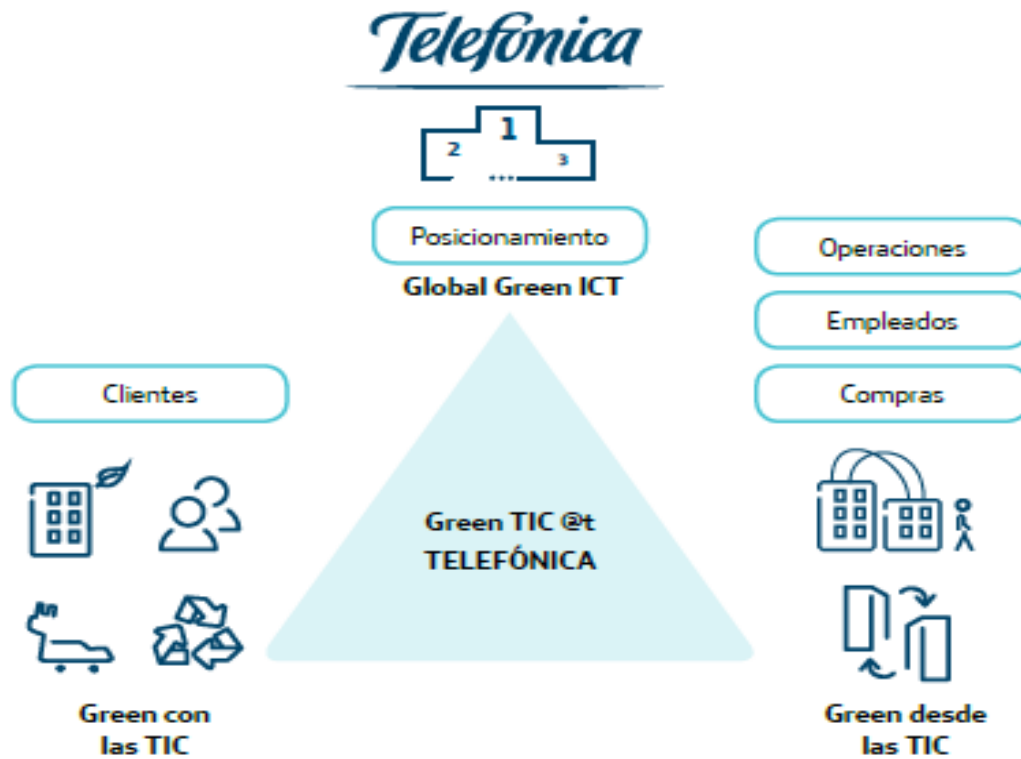 Telefónica
1
2
3
Posicionamiento
Global Green ICT
Operaciones
Empleados
Compras
Clientes
Green TIC @t
TELEFÓNICA
Green con
las TIC
Green desde
las TIC